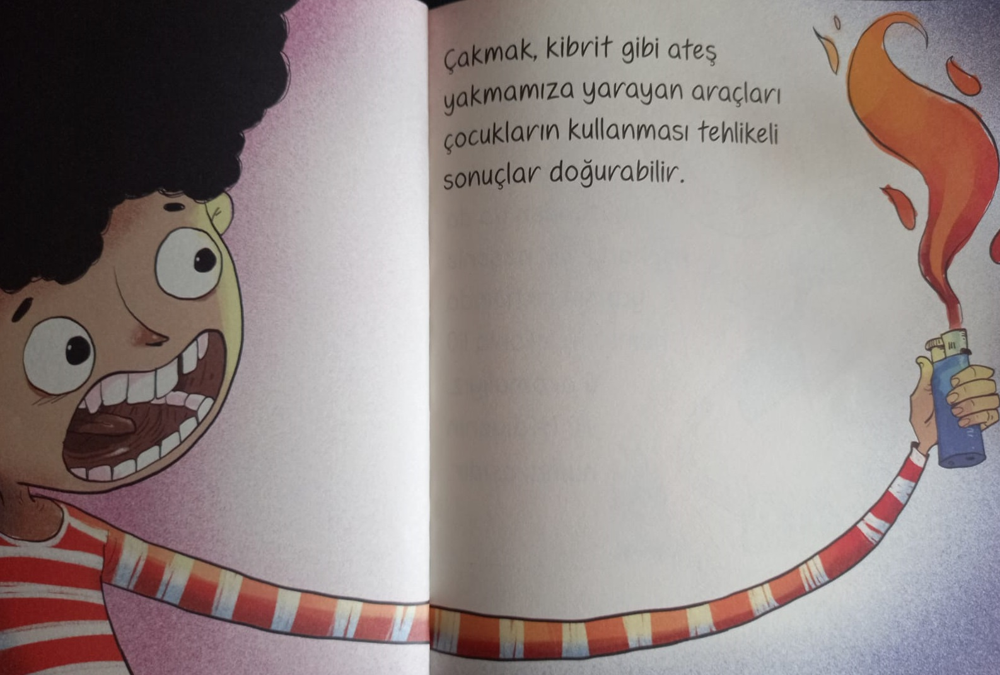 Çakmak, kibrit gibi ateş
yakmamıza yarayan araçları
çocukların kullanması tehlikeli
sonuçlar doğurabilir.